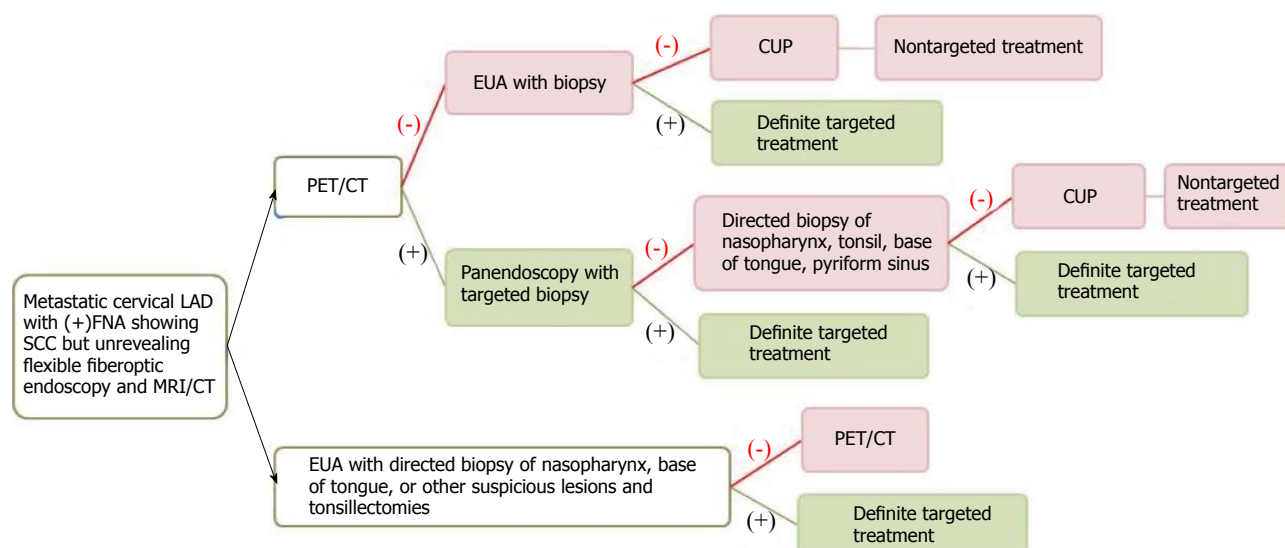 Metastatic cervical LAD
with (+)FNA showing
SCC but unrevealing
flexible fiberoptic
endoscopy and MRI/CT
PET/CT
(-)
EUA with biopsy
(-)
CUP
Nontargeted treatment
(+)
Definite targeted
treatment
(+)
Panendoscopy with
targeted biopsy
(-)
Directed biopsy of
nasopharynx, tonsil, base
of tongue, pyriform sinus
(-)
CUP
Nontargeted
treatment
(+)
Definite targeted
treatment
(+)
Definite targeted
treatment
EUA with directed biopsy of nasopharynx, base
of tongue, or other suspicious lesions and
tonsillectomies
(-)
PET/CT
(+)
Definite targeted
treatment